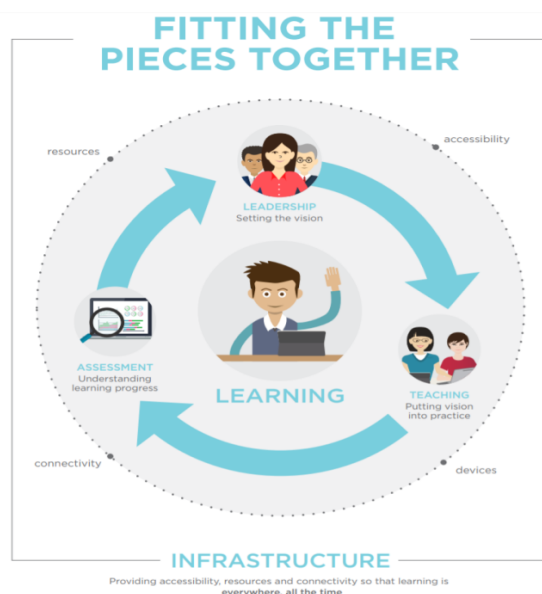 FITTING THE
PIECES TOGETHER
resources
accessibility
LEADERSHIP
Setting the vision
ASSESSMENT
Understanding
learning progress
LEARNING
TEACHING
Putting vision
into practice
connectivity
devices
INFRASTRUCTURE
Providing accessibility, resources and connectivity so that learning is
everywhere, all the time